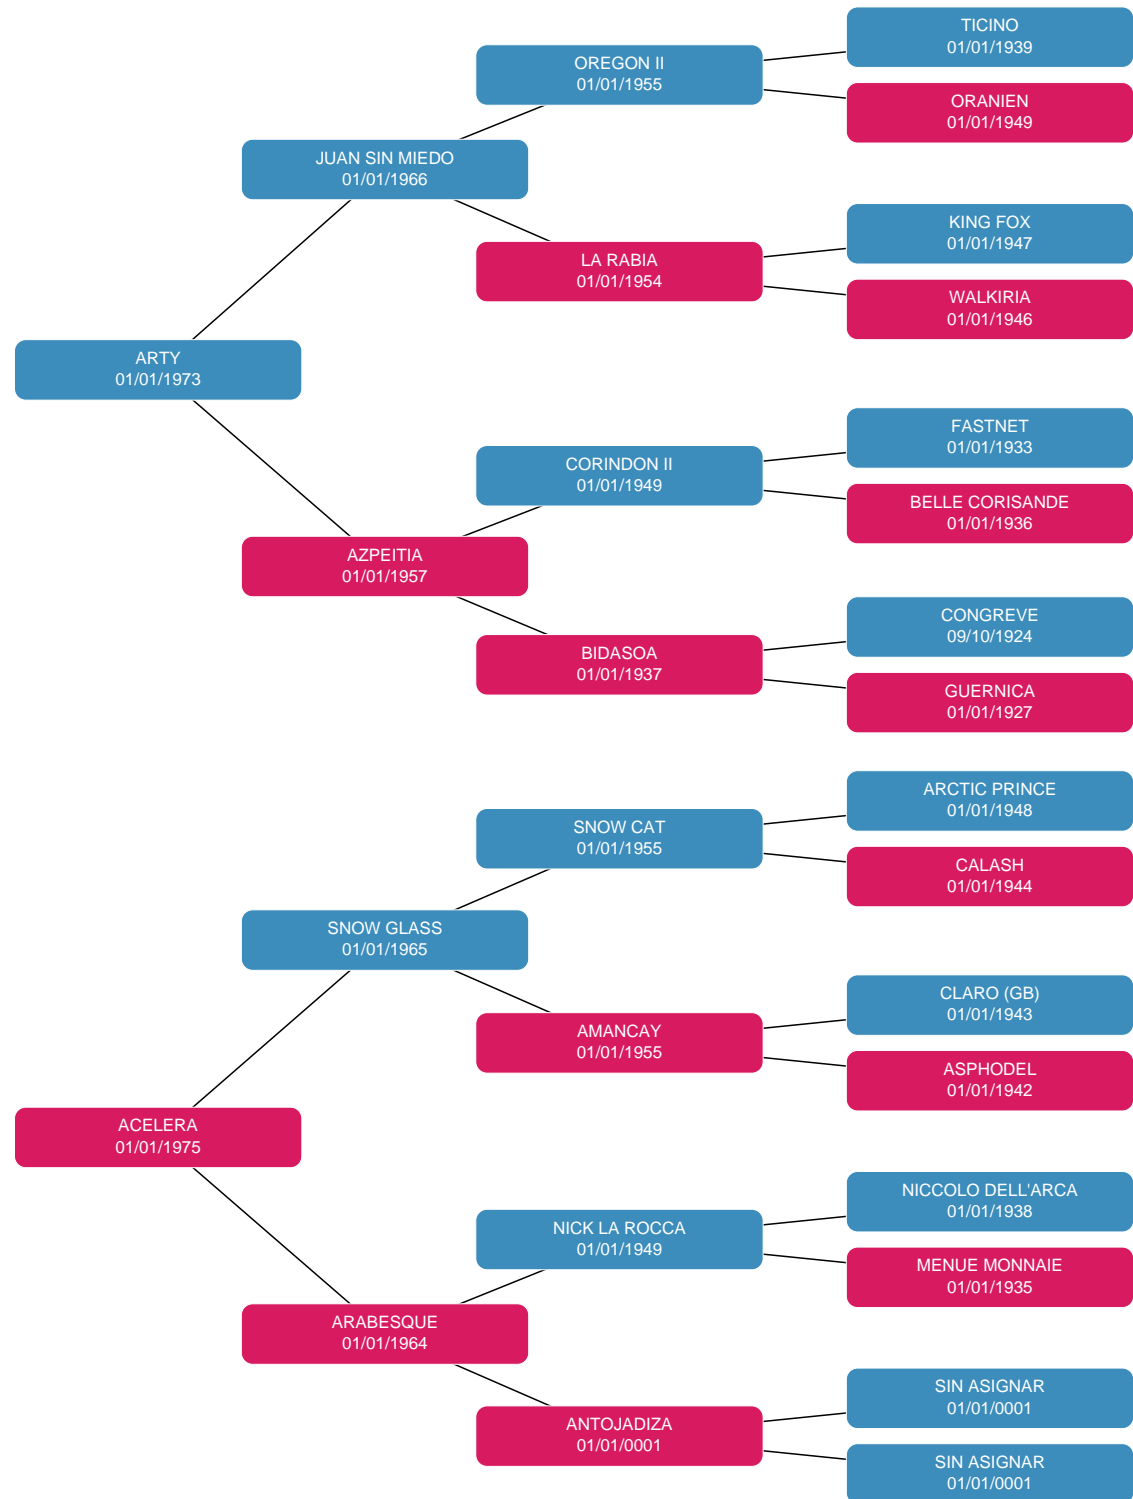 TICINO
01/01/1939
OREGON II
01/01/1955
ORANIEN
01/01/1949
JUAN SIN MIEDO
01/01/1966
KING FOX
01/01/1947
LA RABIA
01/01/1954
WALKIRIA
01/01/1946
ARTY
01/01/1973
FASTNET
01/01/1933
CORINDON II
01/01/1949
BELLE CORISANDE
01/01/1936
AZPEITIA
01/01/1957
CONGREVE
09/10/1924
BIDASOA
01/01/1937
GUERNICA
01/01/1927
ARCTIC PRINCE
01/01/1948
SNOW CAT
01/01/1955
CALASH
01/01/1944
SNOW GLASS
01/01/1965
CLARO (GB)
01/01/1943
AMANCAY
01/01/1955
ASPHODEL
01/01/1942
ACELERA
01/01/1975
NICCOLO DELL'ARCA
01/01/1938
NICK LA ROCCA
01/01/1949
MENUE MONNAIE
01/01/1935
ARABESQUE
01/01/1964
SIN ASIGNAR
01/01/0001
ANTOJADIZA
01/01/0001
SIN ASIGNAR
01/01/0001